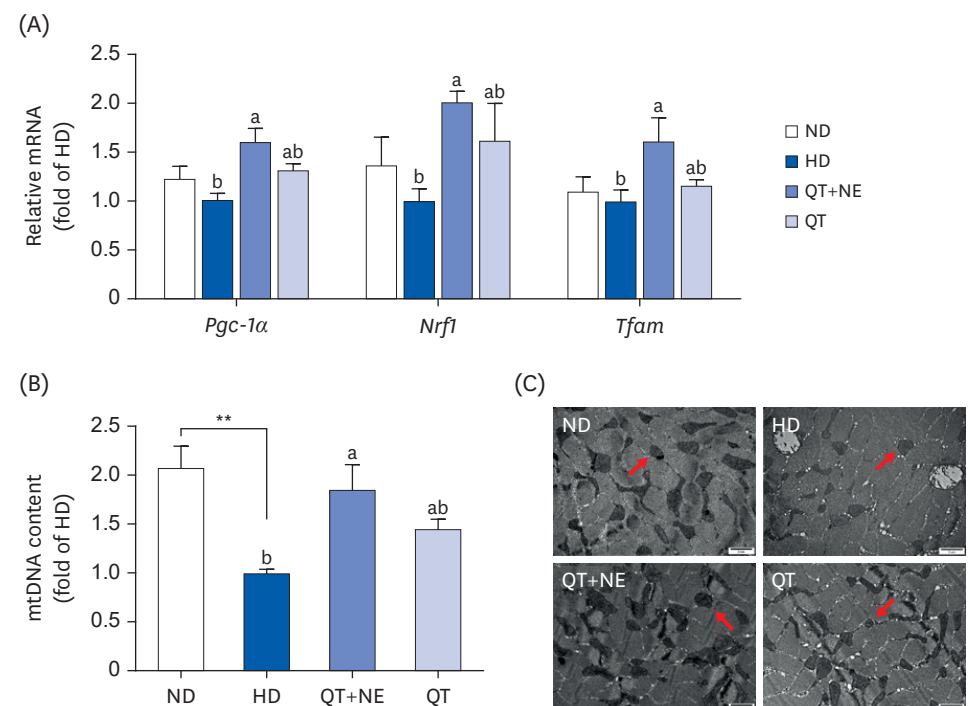 (A)
Relative mRNA
(fold of HD)
2.5
2.0
1.5
1.0
0.5
0
b
a
ab
b
a
ab
b
a
ab
Pgc-1α
Nrf1
Tfam
ND
HD
QT+NE
QT
(B)
mtDNA content
(fold of HD)
2.5
2.0
1.5
1.0
0.5
0
**
b
a
ab
ND
HD
QT+NE
QT
(C)
ND
HD
QT+NE
QT